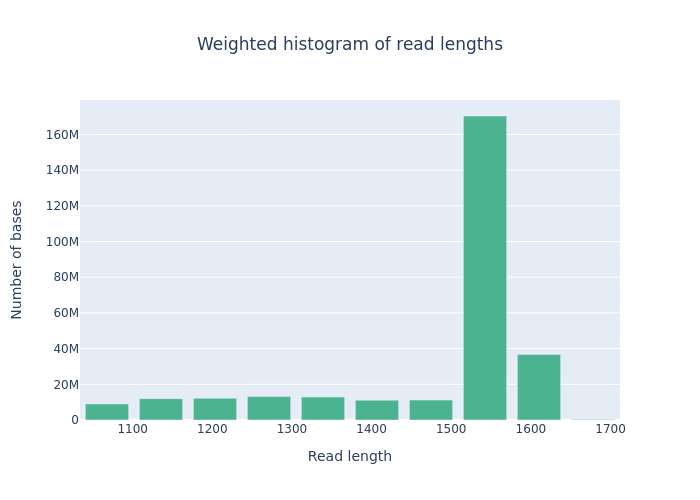 Weighted histogram of read lengths
Number of bases
160M
140M
120M
100M
80M
60M
40M
20M
0
1100 1200 1300 1400 1500 1600 1700
Read length